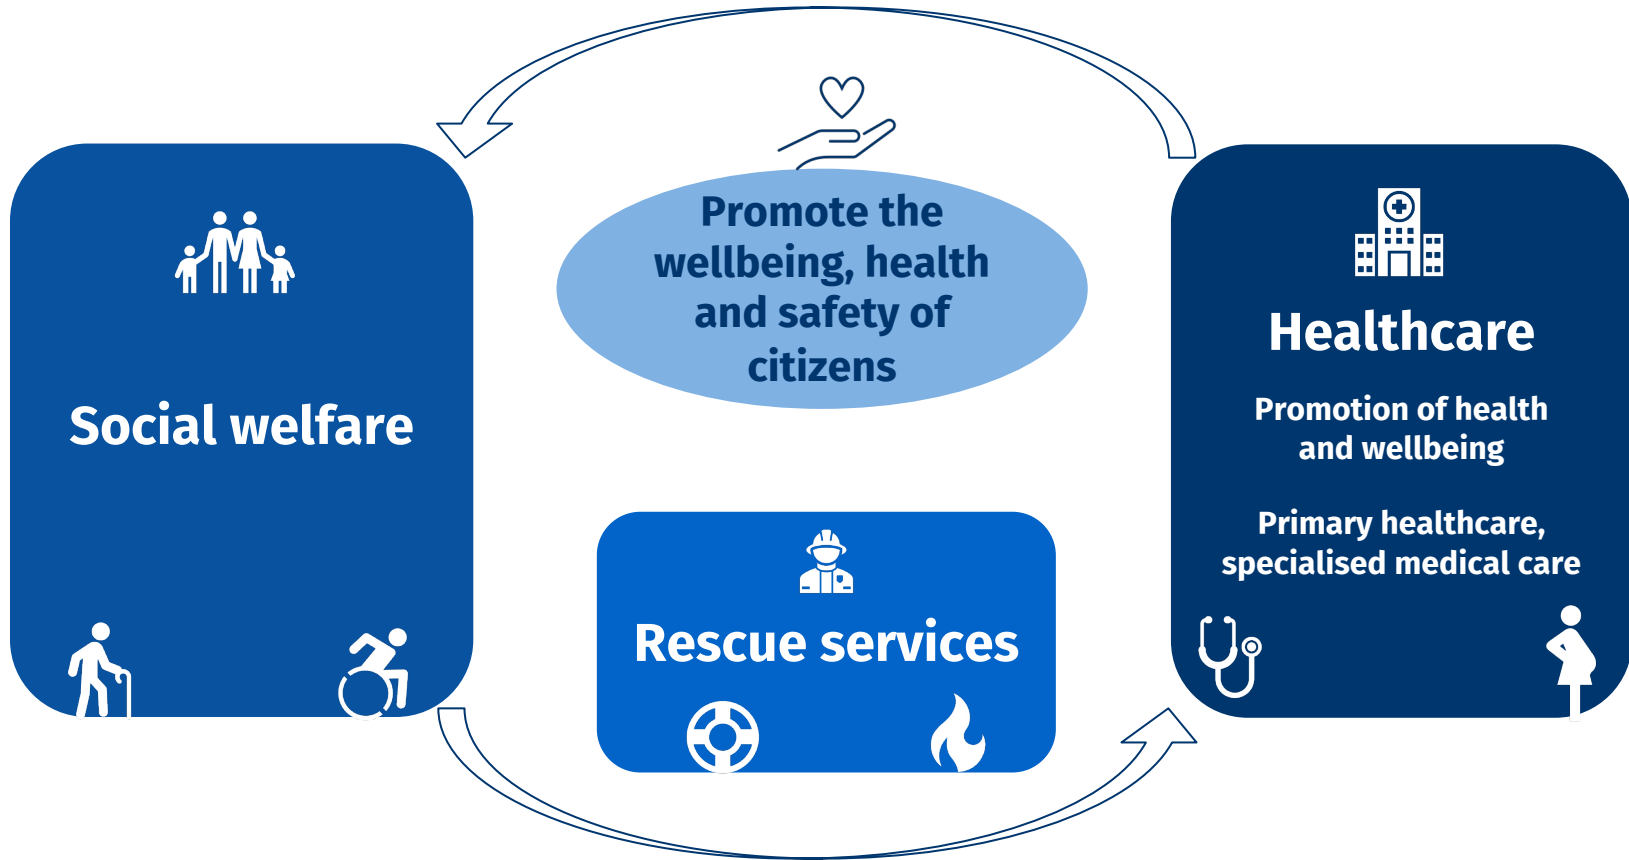 Promote the
wellbeing, health
and safety of
citizens
Social welfare
Healthcare
Promotion of health
and wellbeing
Primary healthcare,
specialised medical care
Rescue services